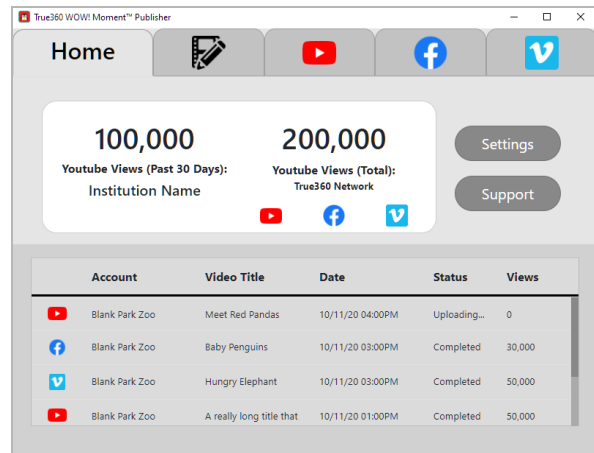 True360 WOW! Moment™ Publisher
Home
100,000
Youtube Views (Past 30 Days):
Institution Name
200,000
Youtube Views (Total):
True360 Network
Settings
Support
Account Video Title Date Status Views
Blank Park Zoo Meet Red Pandas 10/11/20 04:00PM Uploading... 0
Blank Park Zoo Baby Penguins 10/11/20 03:00PM Completed 30,000
Blank Park Zoo Hungry Elephant 10/11/20 03:00PM Completed 50,000
Blank Park Zoo A really long title that 10/11/20 01:00PM Completed 50,000